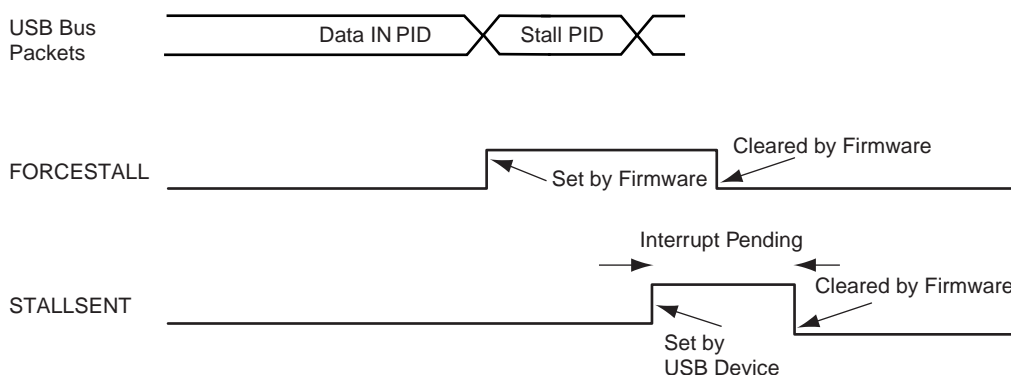 USB Bus
Packets
Data IN PID
Stall PID
FORCESTALL
Set by Firmware
Cleared by Firmware
Interrupt Pending
STALLSENT
Set by
USB Device
Cleared by Firmware